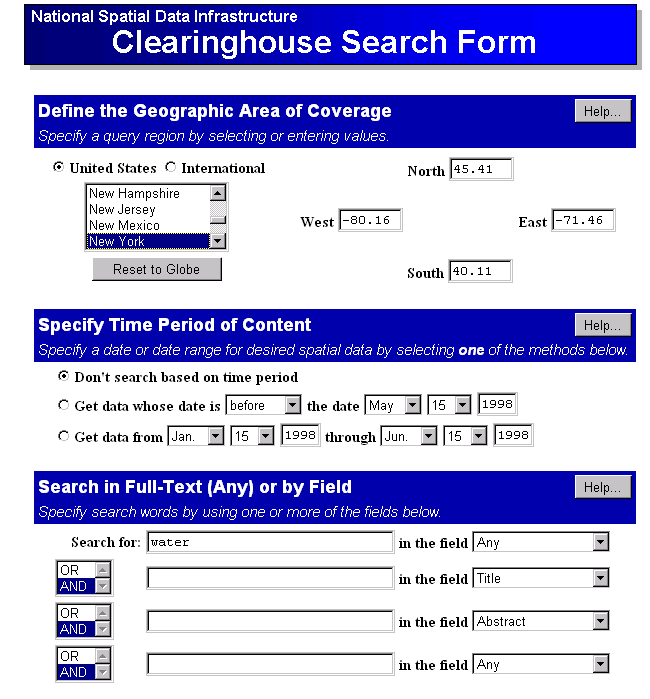 National Spatial Data Infrastructure
Clearinghouse Search Form
Define the Geographic Area of Coverage
Help...
Specify a query region by selecting or entering values.
United States International
North 45.41
New Hampshire
New Jersey
New Mexico
New York
West -80.16
East -71.46
Reset to Globe
South 40.11
Specify Time Period of Content
Help...
Specify a date or date range for desired spatial data by selecting one of the methods below.
Don't search based on time period
Get data whose date is before the date May 15 1998
Get data from Jan. 15 1998 through Jun. 15 1998
Search in Full-Text (Any) or by Field
Help...
Specify search words by using one or more of the fields below.
Search for: water in the field Any
OR
AND
in the field Title
OR
AND
in the field Abstract
OR
AND
in the field Any